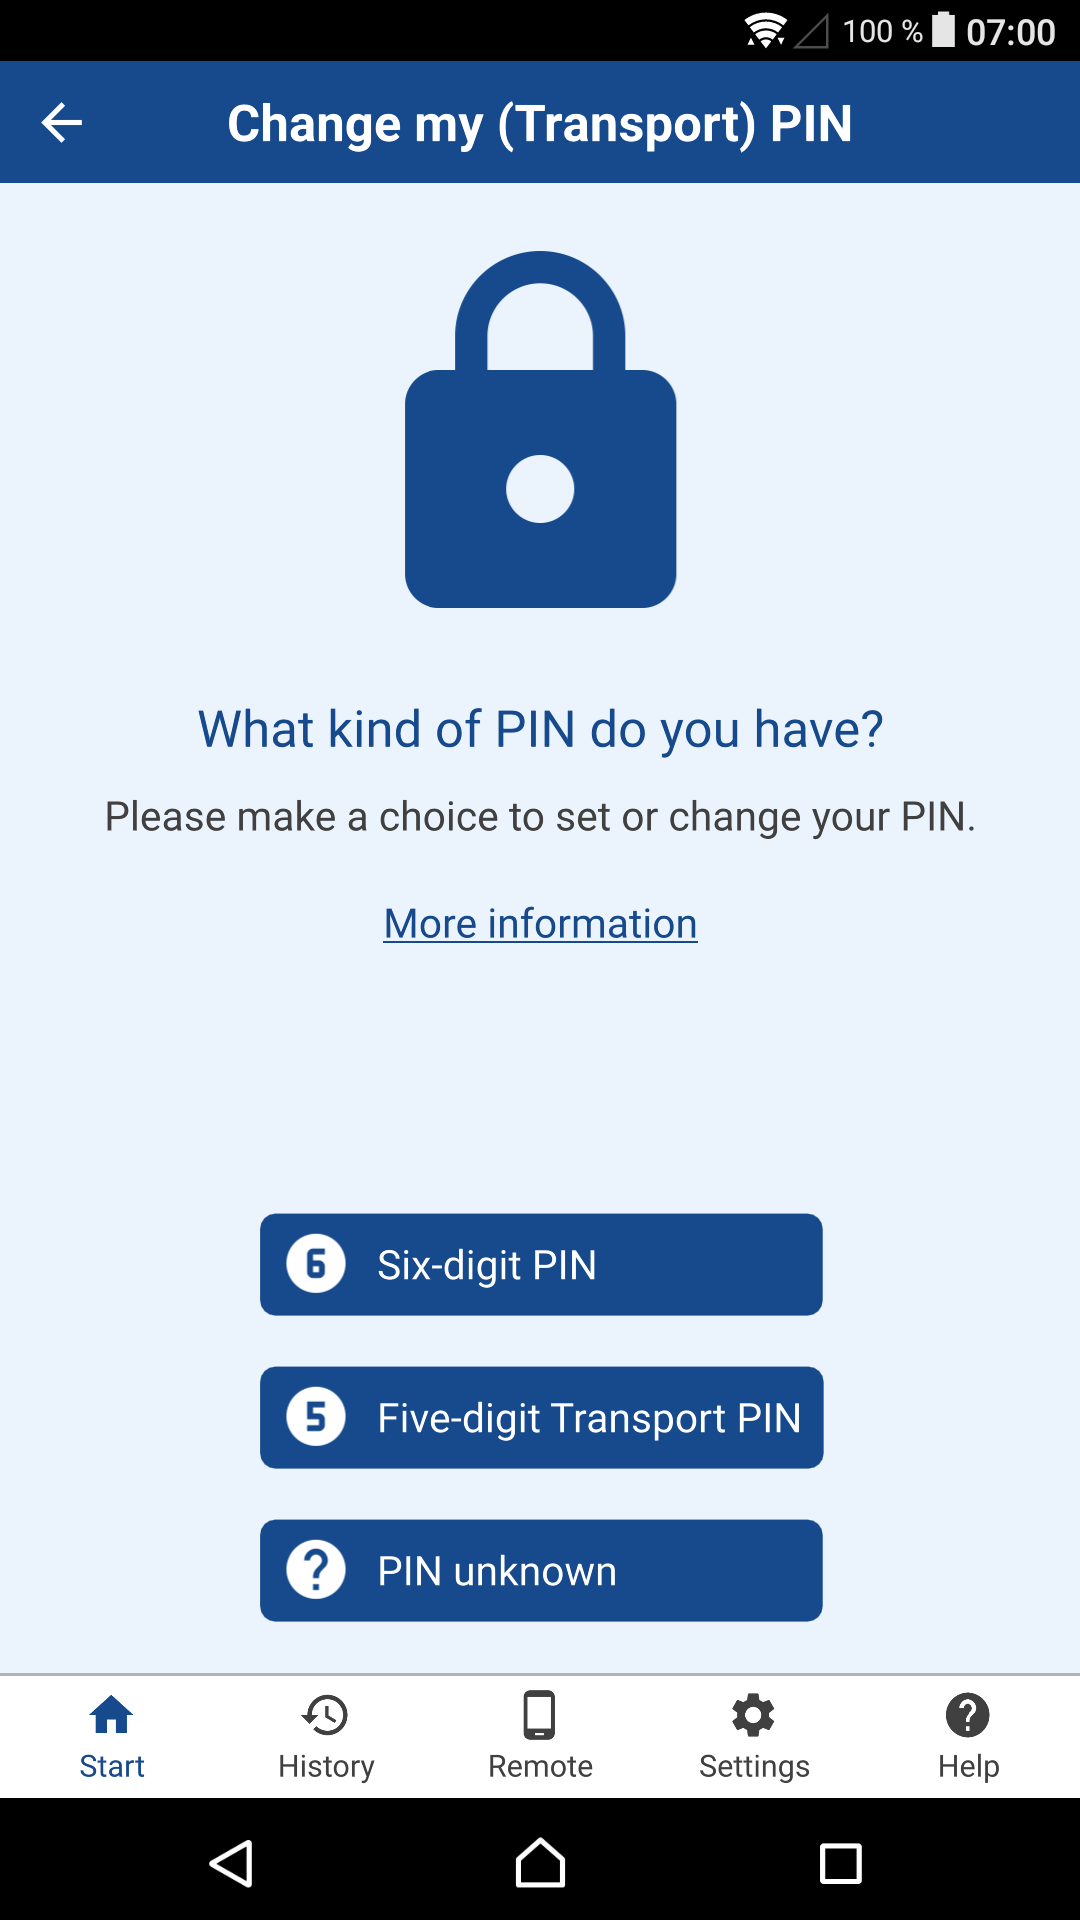 100 % 07:00
Change my (Transport) PIN
What kind of PIN do you have?
Please make a choice to set or change your PIN.
More information
6 Six-digit PIN
5 Five-digit Transport PIN
? PIN unknown
Start History Remote Settings Help